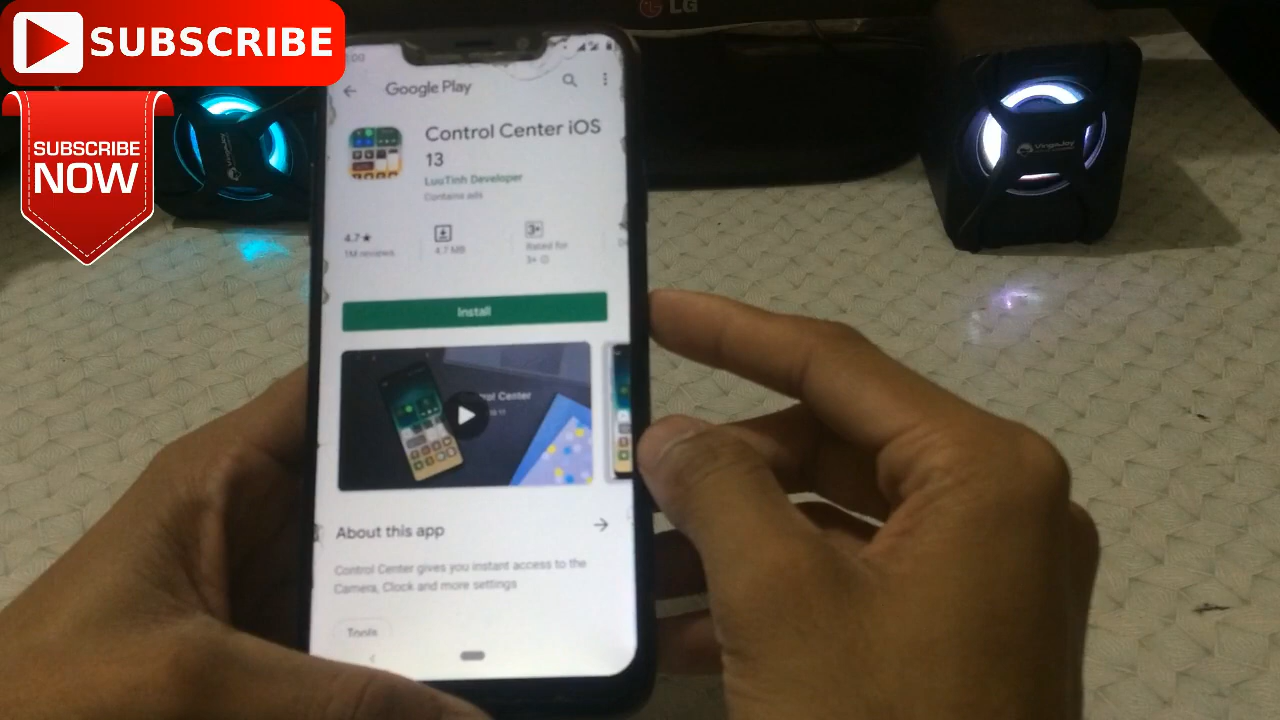 SUBSCRIBE
SUBSCRIBE
NOW
LG
Google Play
Control Center iOS
13
LuuTinh Developer
Contains ads
4.7★
1M reviews
4.7 MB
3+
Rated for
3+
Install
Control Center
About this app
Control Center gives you instant access to the
Camera, Clock and more settings
Tools